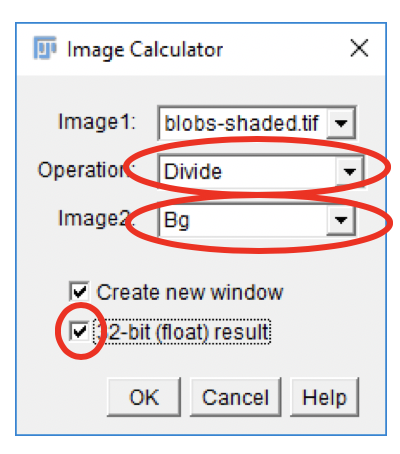 Image Calculator
Image1: blobs-shaded.tif
Operation: Divide
Image2: Bg
Create new window
32-bit (float) result
OK Cancel Help